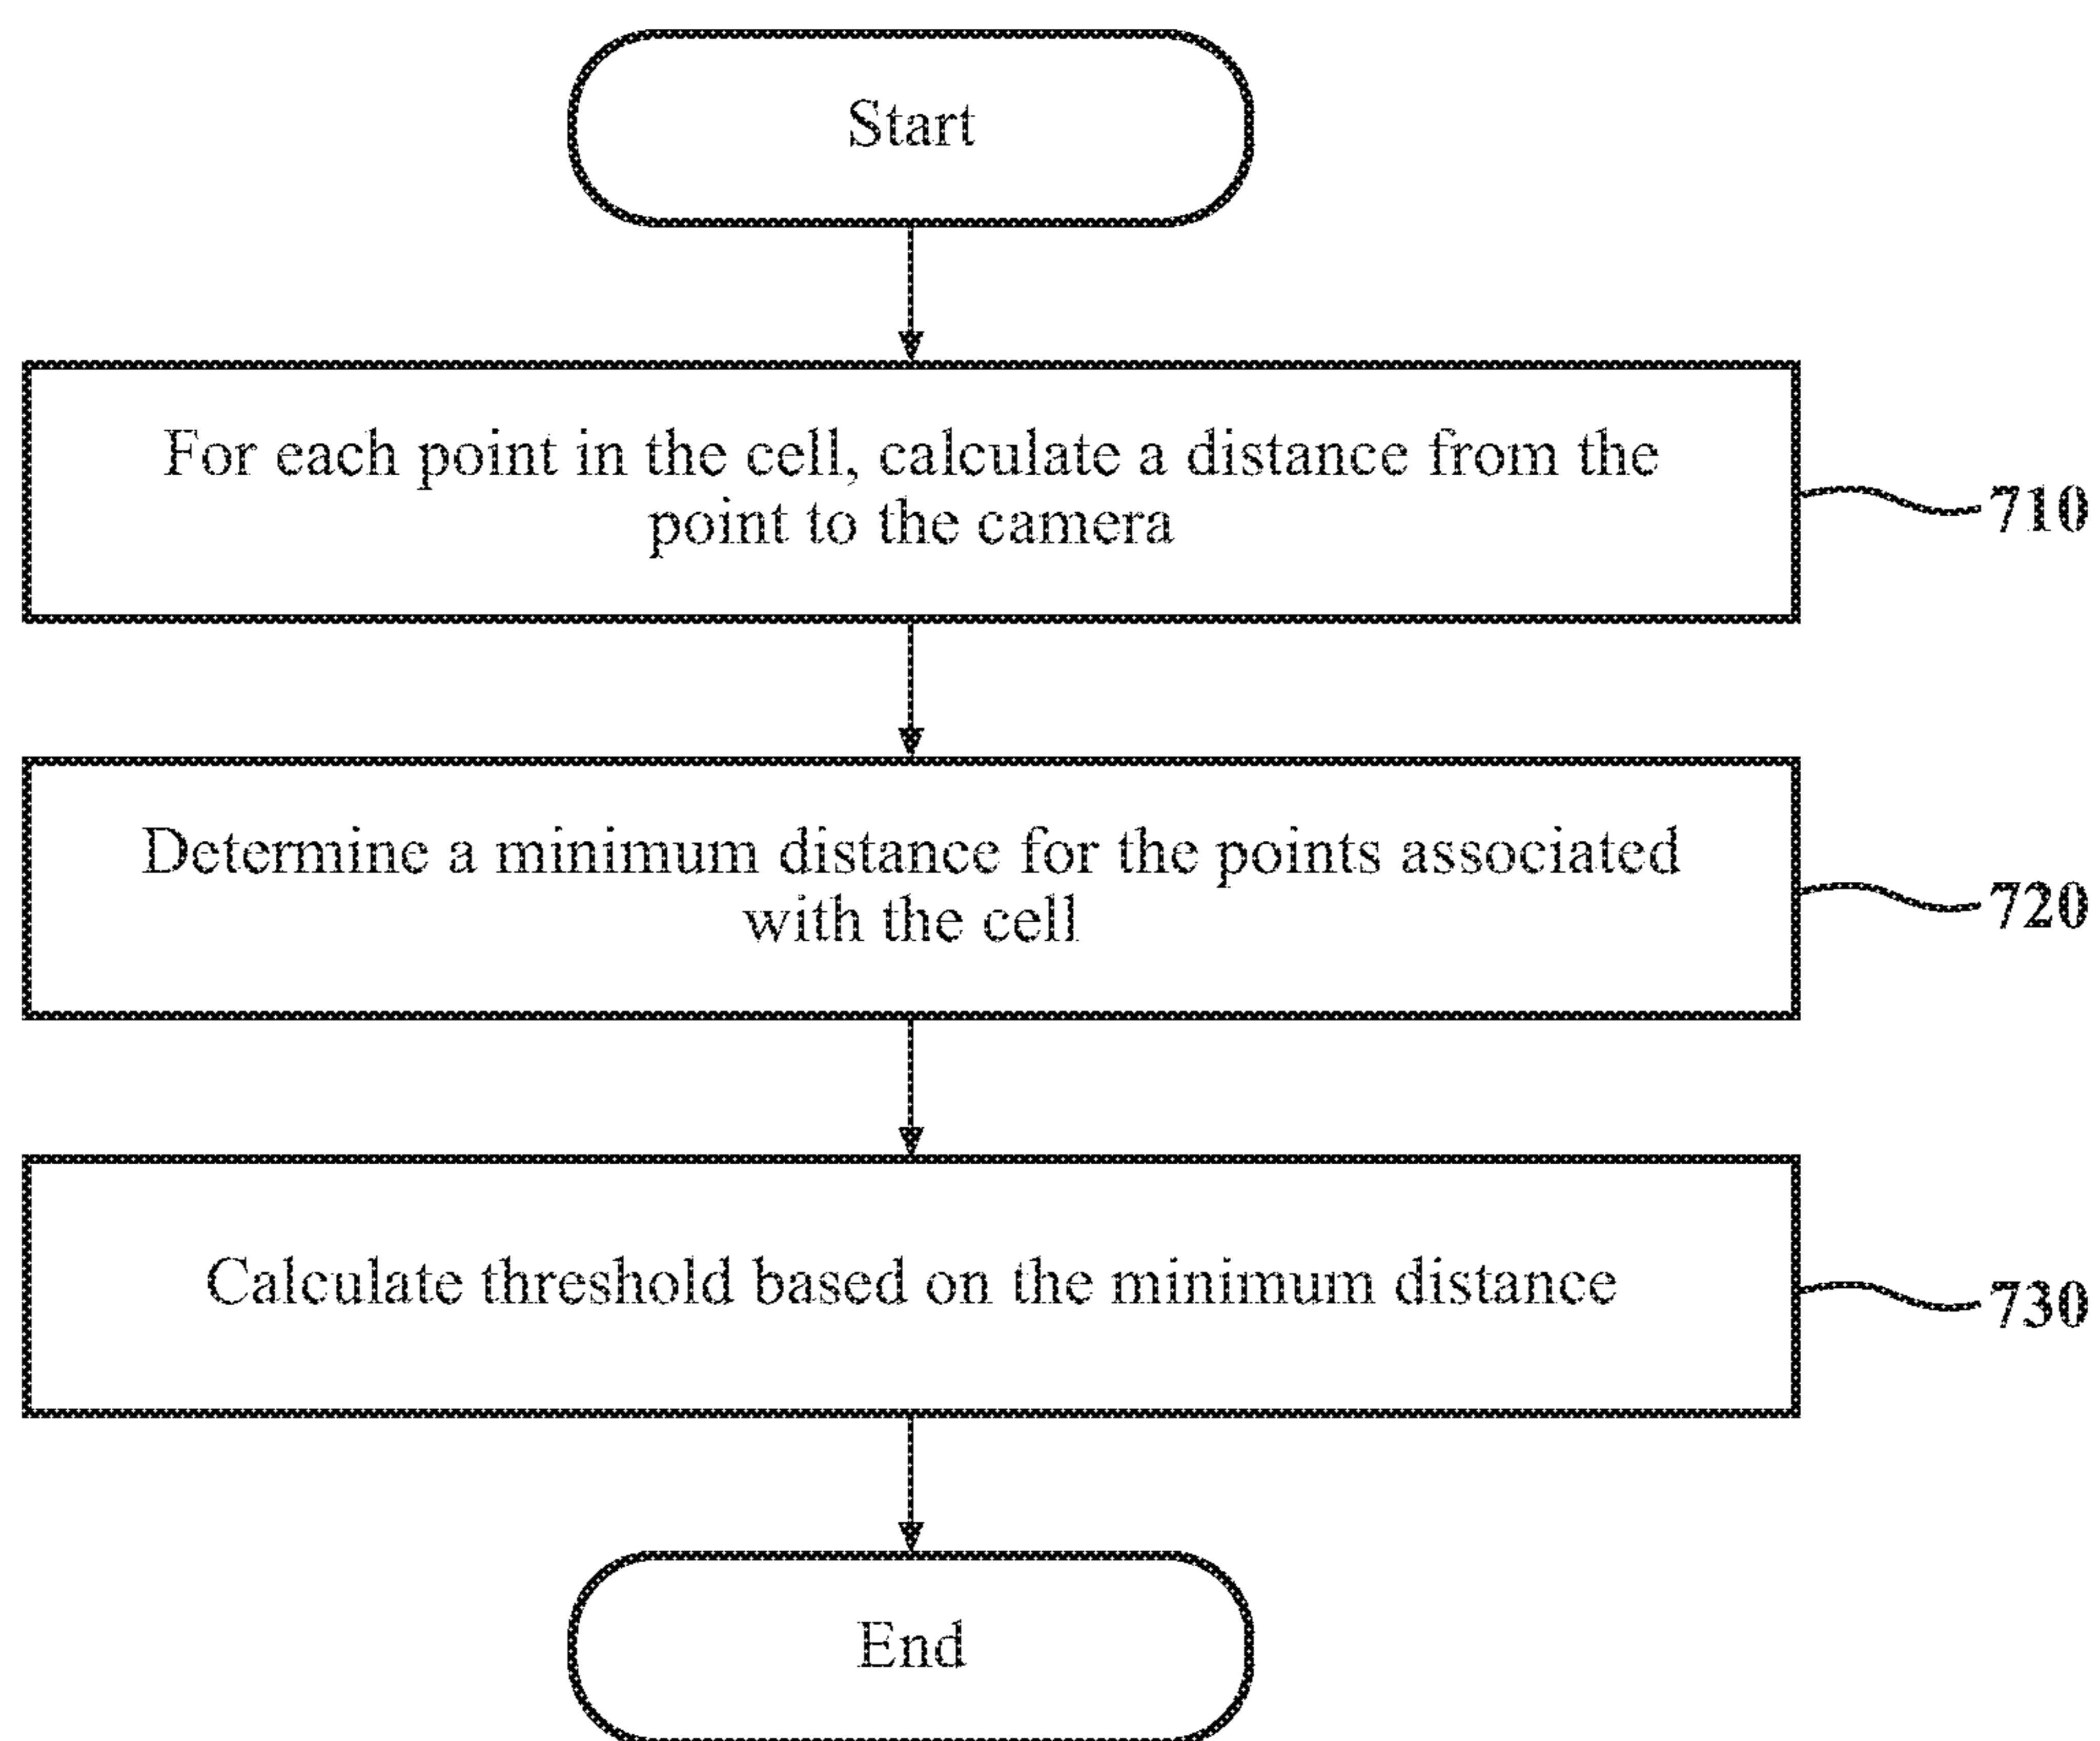 Start
For each point in the cell, calculate a distance from the
point to the camera
710
Determine a minimum distance for the points associated
with the cell
720
Calculate threshold based on the minimum distance
730
End